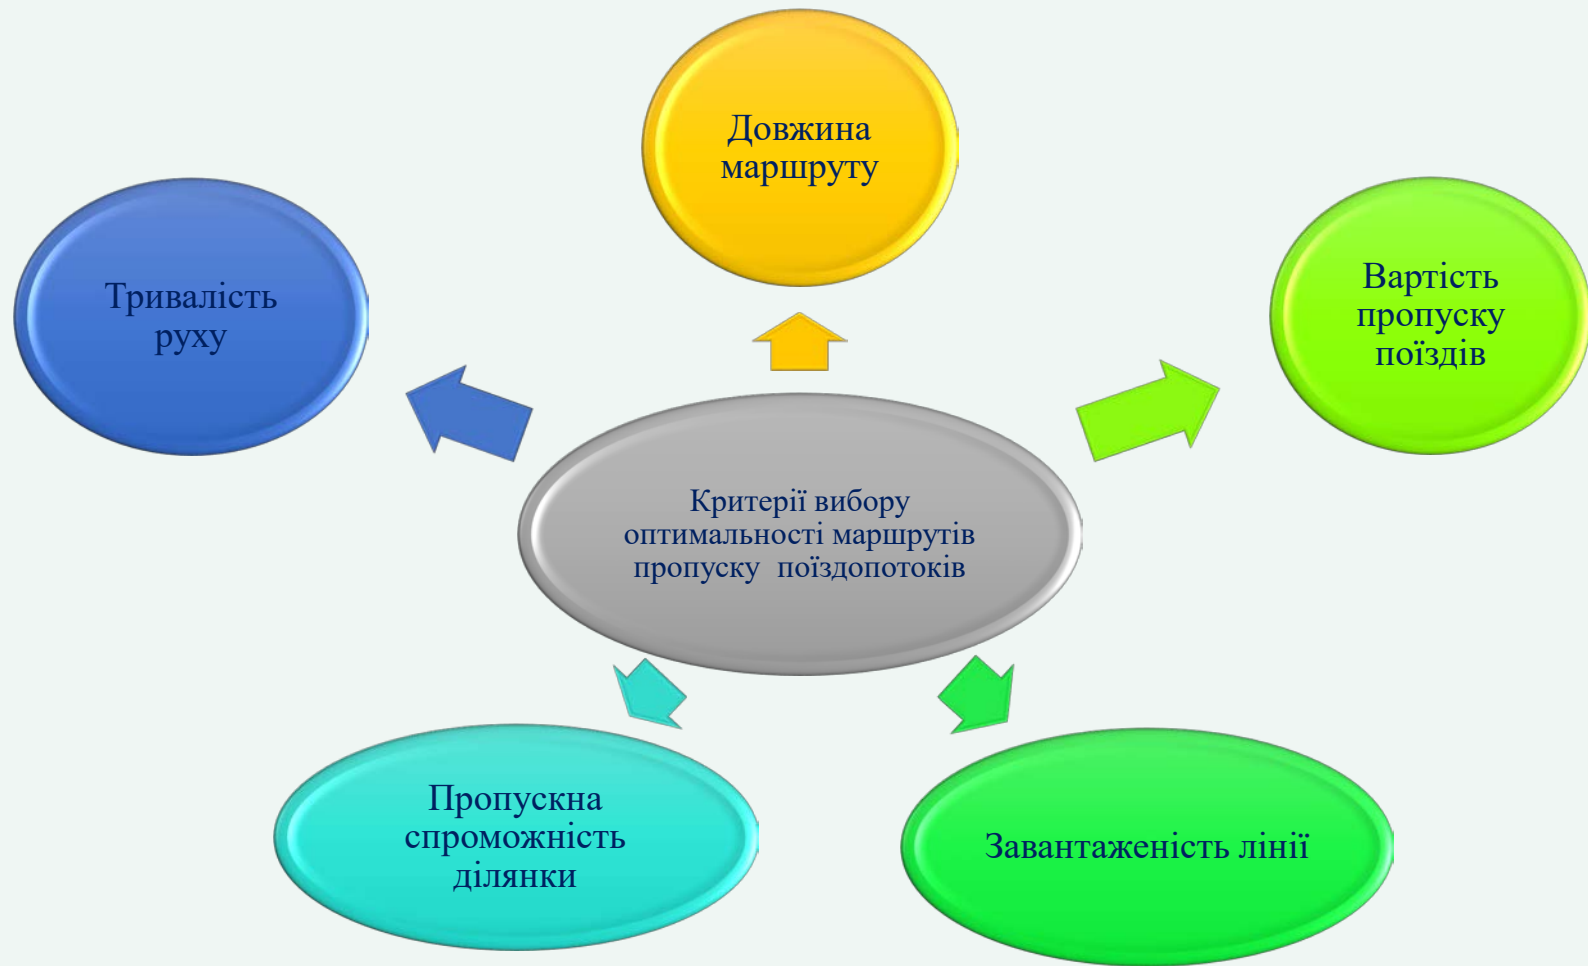 Довжина
маршруту
Тривалість
руху
Вартість
пропуску
поїздів
Критерії вибору
оптимальності маршрутів
пропуску поїздопотоків
Пропускна
спроможність
ділянки
Завантаженість лінії